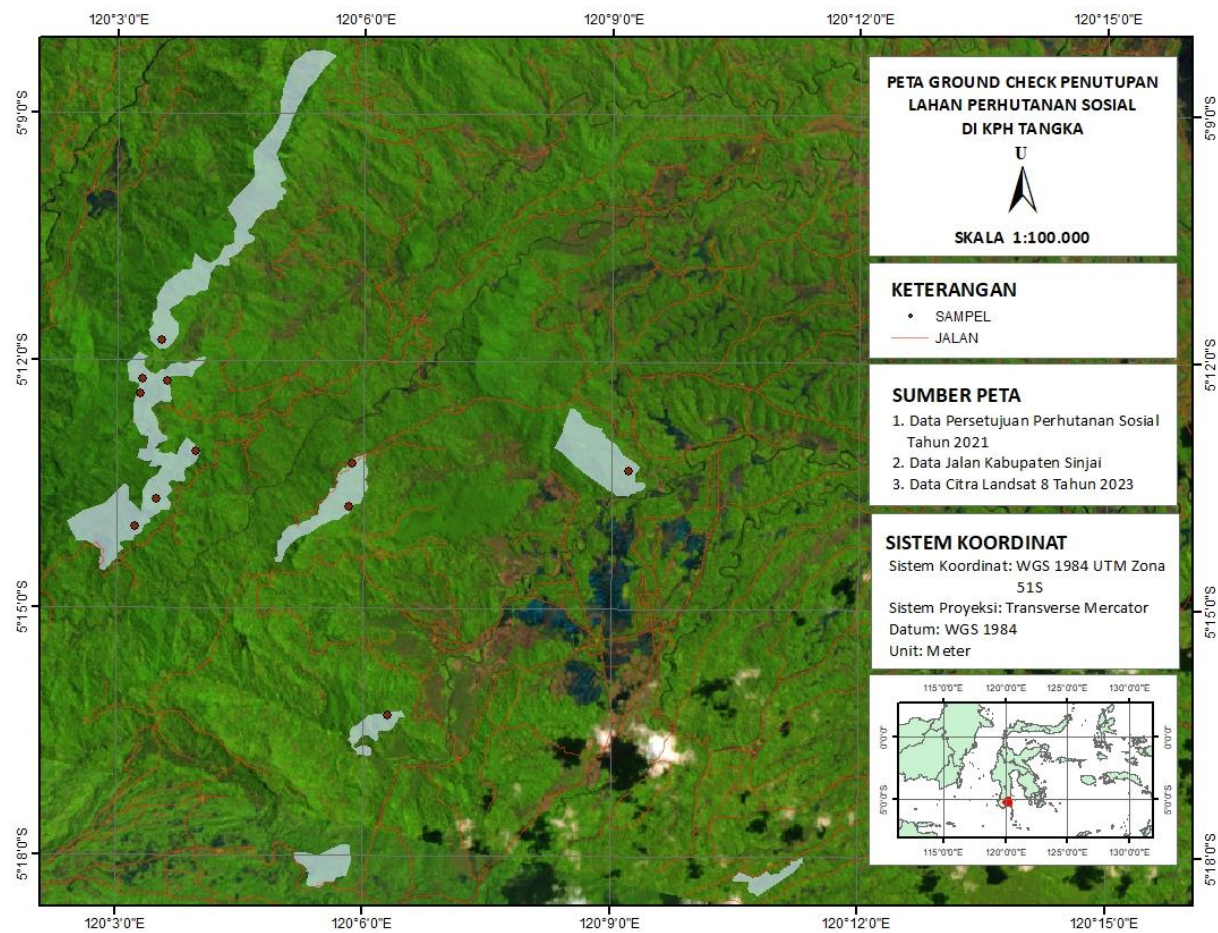 120°3'0"E 120°6'0"E 120°9'0"E 120°12'0"E 120°15'0"E
PETA GROUND CHECK PENUTUPAN
LAHAN PERHUTANAN SOSIAL
DI KPH TANGKA
U
SKALA 1:100.000
KETERANGAN
SAMPEL
JALAN
SUMBER PETA
1. Data Persetujuan Perhutanan Sosial
Tahun 2021
2. Data Jalan Kabupaten Sinjai
3. Data Citra Landsat 8 Tahun 2023
SISTEM KOORDINAT
Sistem Koordinat: WGS 1984 UTM Zona
51S
Sistem Proyeksi: Transverse Mercator
Datum: WGS 1984
Unit: Meter
115°0'0"E 120°0'0"E 125°0'0"E 130°0'0"E
0°0'0"
5°0'0"S
0°0'0"
5°0'0"S
115°0'0"E 120°0'0"E 125°0'0"E 130°0'0"E
5°9'0"S
5°12'0"S
5°15'0"S
5°18'0"S
5°9'0"S
5°12'0"S
5°15'0"S
5°18'0"S
120°3'0"E 120°6'0"E 120°9'0"E 120°12'0"E 120°15'0"E